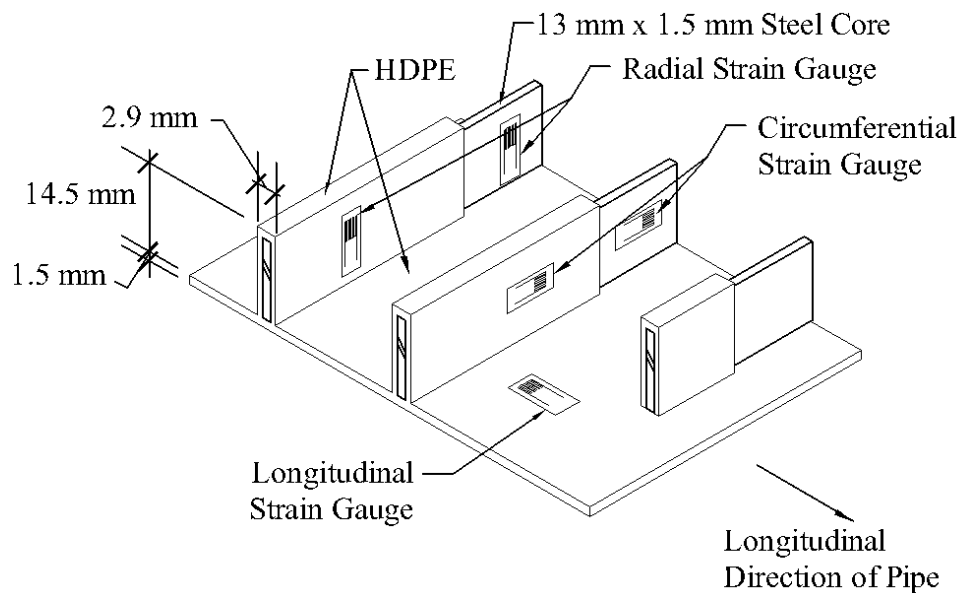 13 mm x 1.5 mm Steel Core
HDPE
Radial Strain Gauge
2.9 mm
Circumferential
Strain Gauge
14.5 mm
1.5 mm
Longitudinal
Strain Gauge
Longitudinal
Direction of Pipe